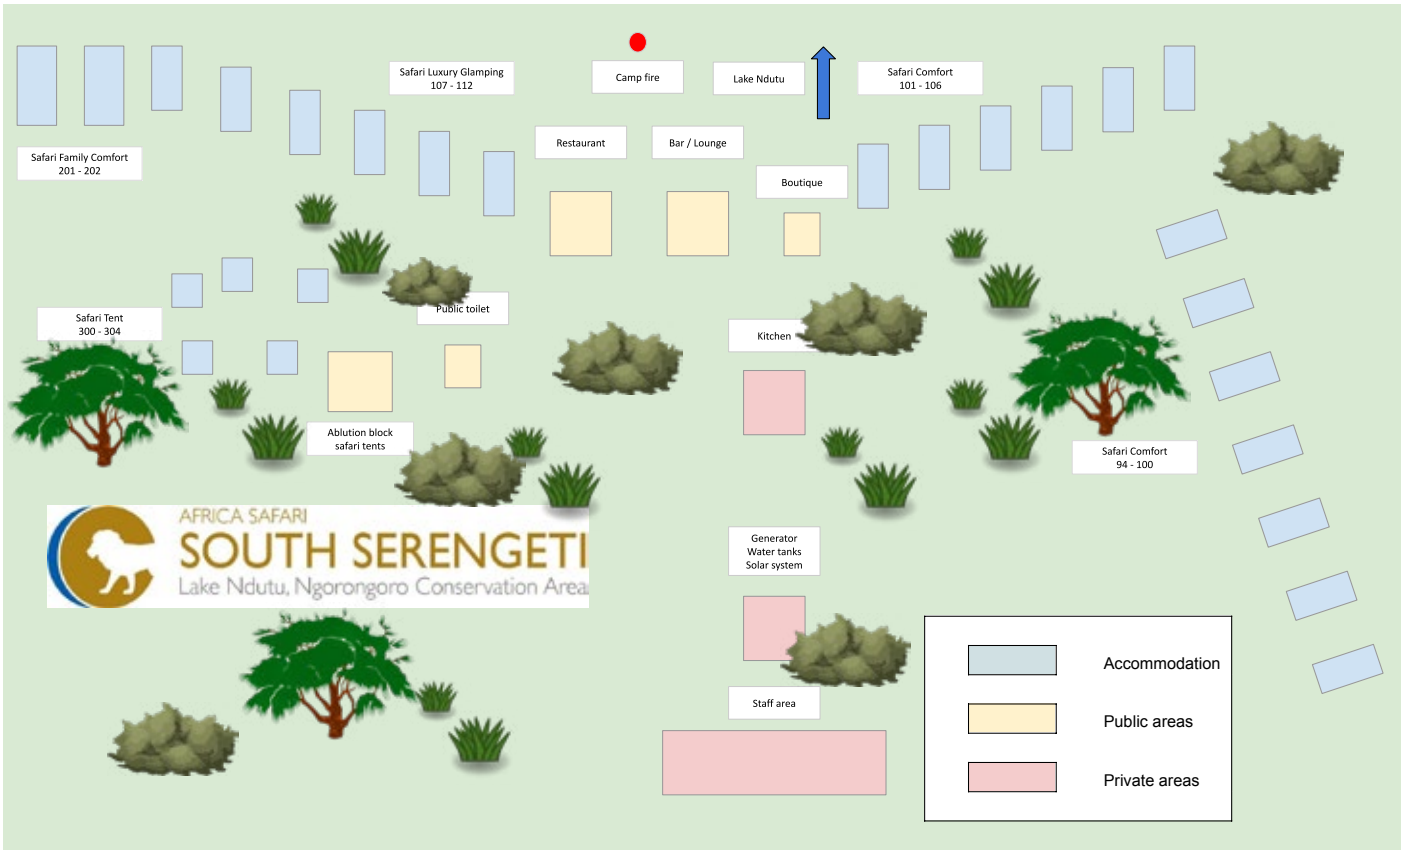 Safari Luxury Glamping
107 - 112
Camp fire
Lake Ndutu
Safari Comfort
101 - 106
Restaurant
Bar / Lounge
Safari Family Comfort
201 - 202
Boutique
Public toilet
Safari Tent
300 - 304
Kitchen
Ablution block
safari tents
Safari Comfort
94 - 100
AFRICA SAFARI
SOUTH SERENGETI
Lake Ndutu, Ngorongoro Conservation Area
Generator
Water tanks
Solar system
Staff area
Accommodation
Public areas
Private areas